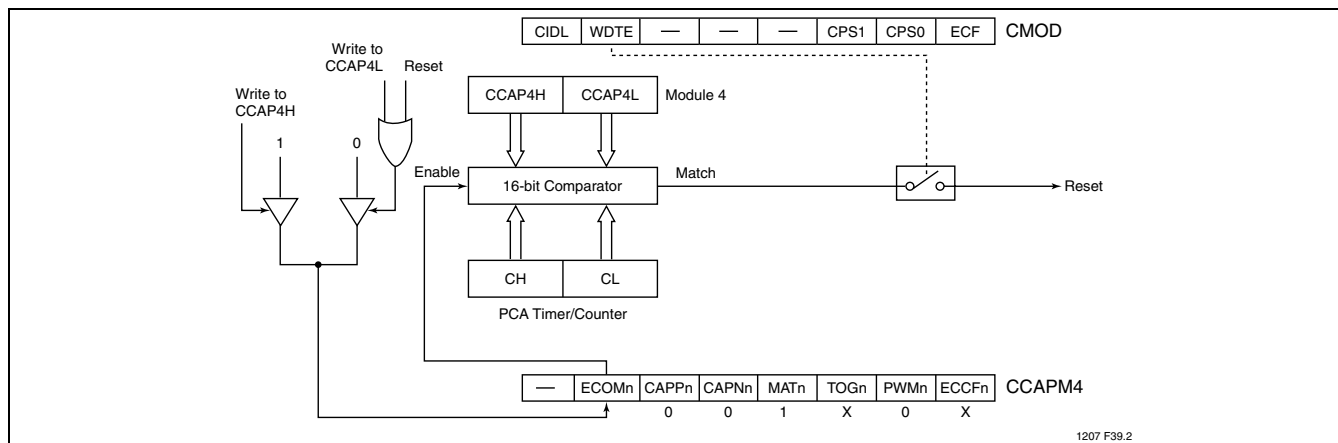 CIDL WDTE — — — CPS1 CPS0 ECF CMOD
Write to
CCAP4L Reset
Write to
CCAP4H
CCAP4H CCAP4L Module 4
1 0
Enable 16-bit Comparator Match Reset
CH CL
PCA Timer/Counter
— ECOMn CAPPn CAPNn MATn TOGn PWMn ECCFn CCAPM4
0 0 1 X 0 X
1207 F39.2